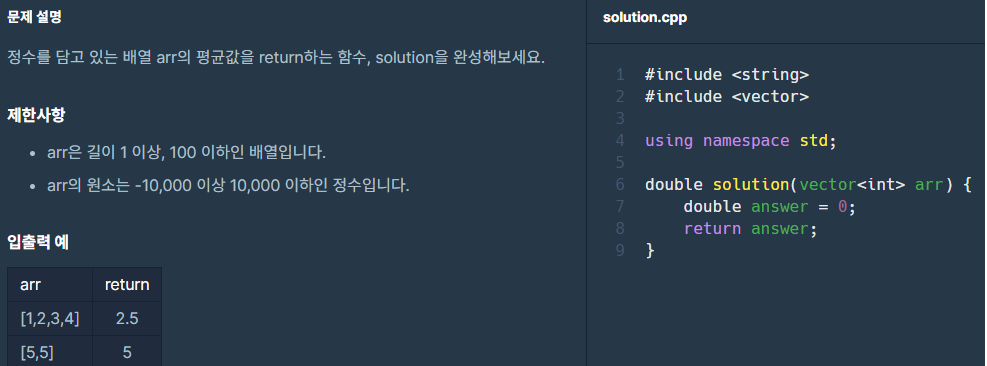 문제 설명
정수를 담고 있는 배열 arr의 평균값을 return하는 함수, solution을 완성해보세요.
제한사항
• arr은 길이 1 이상, 100 이하인 배열입니다.
• arr의 원소는 -10,000 이상 10,000 이하인 정수입니다.
입출력 예
arr return
[1,2,3,4] 2.5
[5,5] 5
solution.cpp
1 #include <string>
2 #include <vector>
3
4 using namespace std;
5
6 double solution(vector<int> arr) {
7     double answer = 0;
8     return answer;
9 }